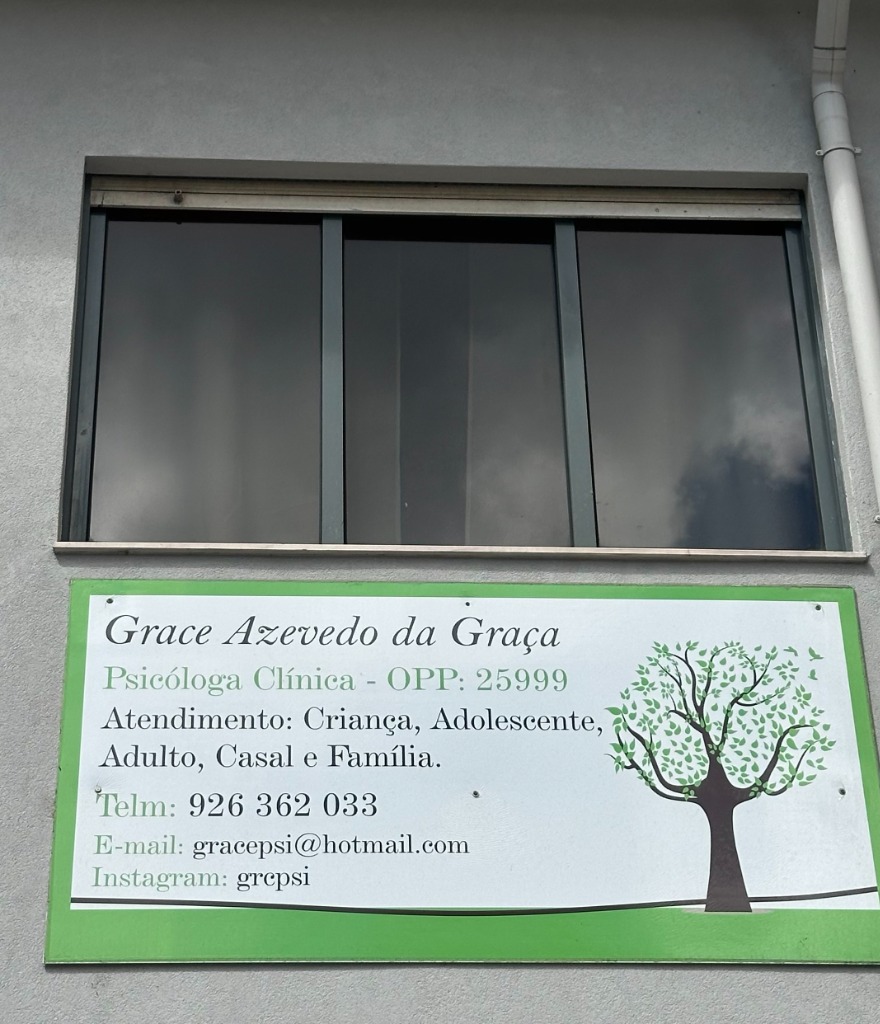 Grace Azevedo da Graça
Psicóloga Clínica - OPP: 25999
Atendimento: Criança, Adolescente,
Adulto, Casal e Família.
Telm: 926 362 033
E-mail: gracepsi@hotmail.com
Instagram: grcpsi